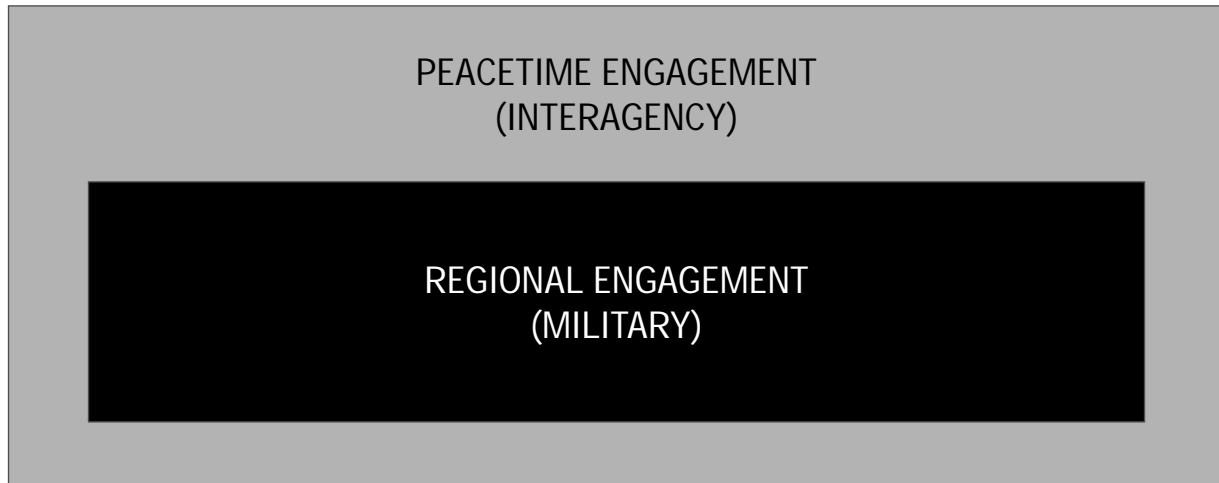 PEACETIME ENGAGEMENT
(INTERAGENCY)
REGIONAL ENGAGEMENT
(MILITARY)